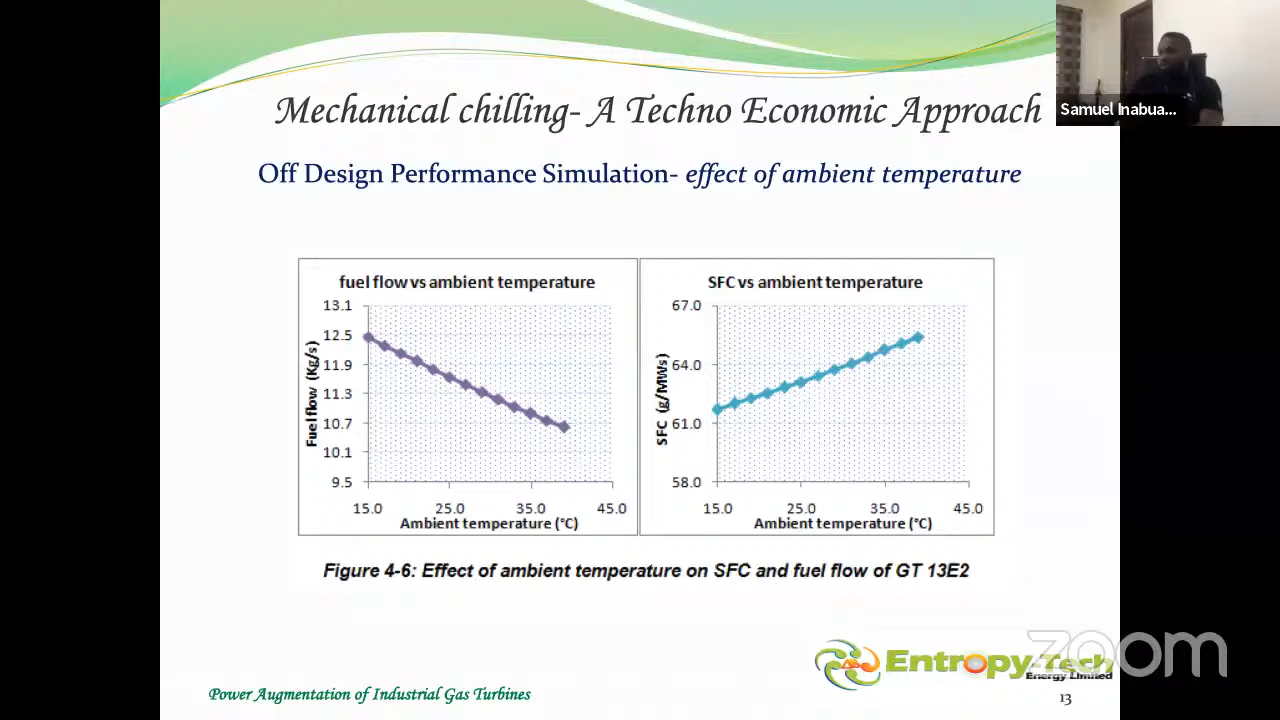 Samuel Inabua...
Mechanical chilling- A Techno Economic Approach
Off Design Performance Simulation- effect of ambient temperature
fuel flow vs ambient temperature
13.1
12.5
11.9
11.3
10.7
10.1
9.5
Fuel flow (Kg/s)
15.0 25.0 35.0 45.0
Ambient temperature (°C)
SFC vs ambient temperature
67.0
64.0
61.0
58.0
SFC (g/MWs)
15.0 25.0 35.0 45.0
Ambient temperature (°C)
Figure 4-6: Effect of ambient temperature on SFC and fuel flow of GT 13E2
zoom
Entropy-Tech
Energy Limited
Power Augmentation of Industrial Gas Turbines
13